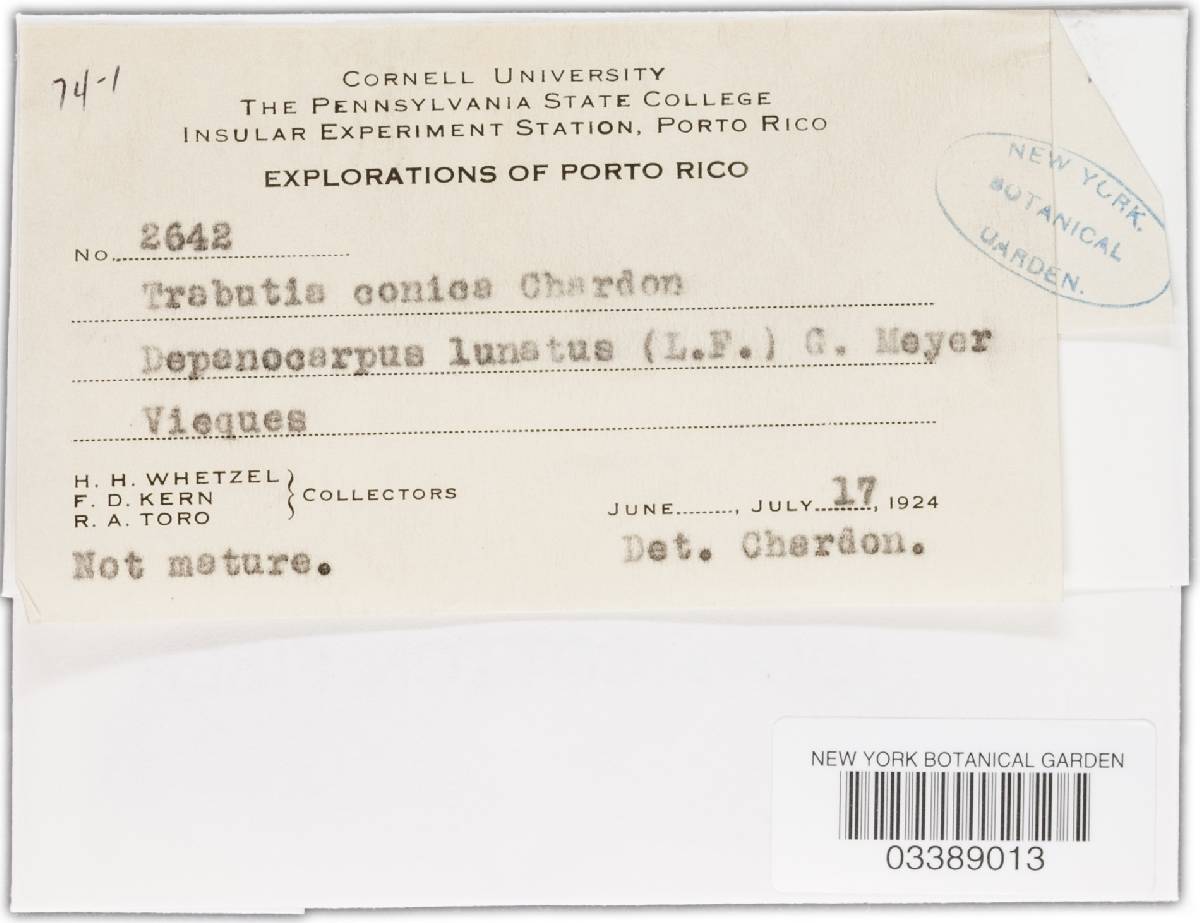 74-1
CORNELL UNIVERSITY
THE PENNSYLVANIA STATE COLLEGE
INSULAR EXPERIMENT STATION, PORTO RICO
EXPLORATIONS OF PORTO RICO
NEW YORK
BOTANICAL
GARDEN.
No. 2642
Trabutia conica Chardon
Depanocarpus lunatus (L.F.) G. Meyer
Vieques
H. H. WHETZEL
F. D. KERN
R. A. TORO
COLLECTORS
JUNE........, JULY 17, 1924
Not mature.
Det. Chardon.
NEW YORK BOTANICAL GARDEN
03389013